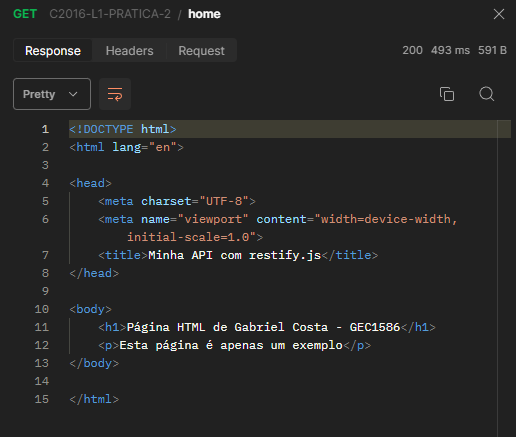 GET C2016-L1-PRATICA-2 / home
Response Headers Request 200 493 ms 591 B
Pretty
1 <!DOCTYPE html>
2 <html lang="en">
3
4 <head>
5 <meta charset="UTF-8">
6 <meta name="viewport" content="width=device-width,
initial-scale=1.0">
7 <title>Minha API com restify.js</title>
8 </head>
9
10 <body>
11 <h1>Página HTML de Gabriel Costa - GEC1586</h1>
12 <p>Esta página é apenas um exemplo</p>
13 </body>
14
15 </html>